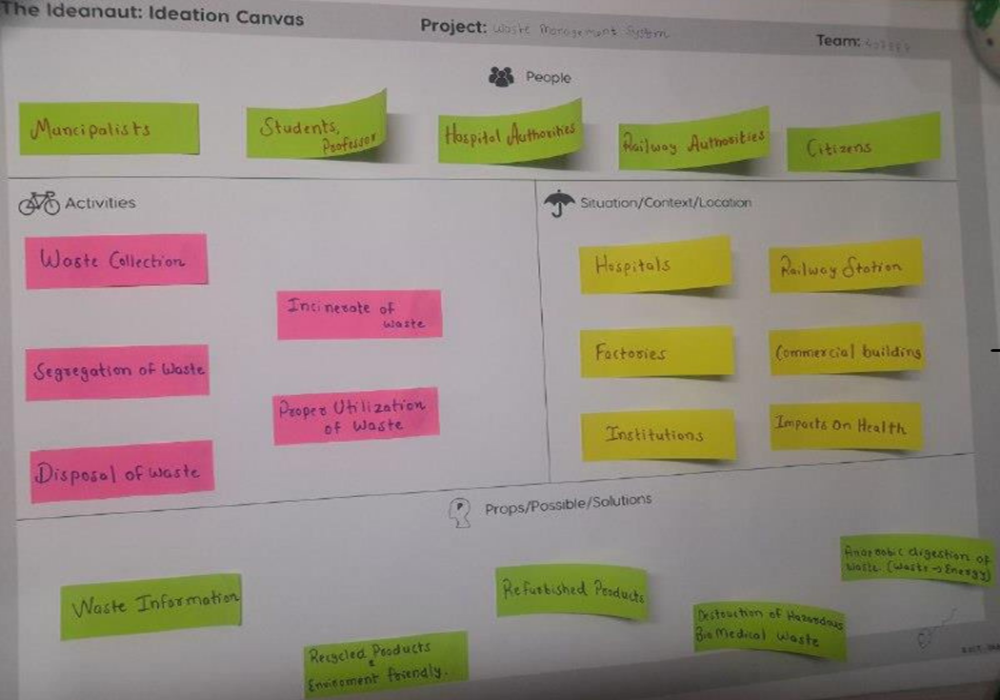 The Ideanaut: Ideation Canvas
Project: Waste Management System
Team:
People
Muncipalists
Students,
Professor
Hospital Authorities
Railway Authorities
Citizens
Activities
Waste Collection
Incinerate of
waste
Segregation of Waste
Proper Utilization
of Waste
Disposal of waste
Situation/Context/Location
Hospitals
Railway Station
Factories
Commercial building
Institutions
Impacts on Health
Props/Possible/Solutions
Waste Information
Recycled Products
&
Enviroment friendly.
Refurbished Products
Destruction of Hazardous
Bio Medical Waste
Anaerobic digestion of
Waste. (Waste → Energy)